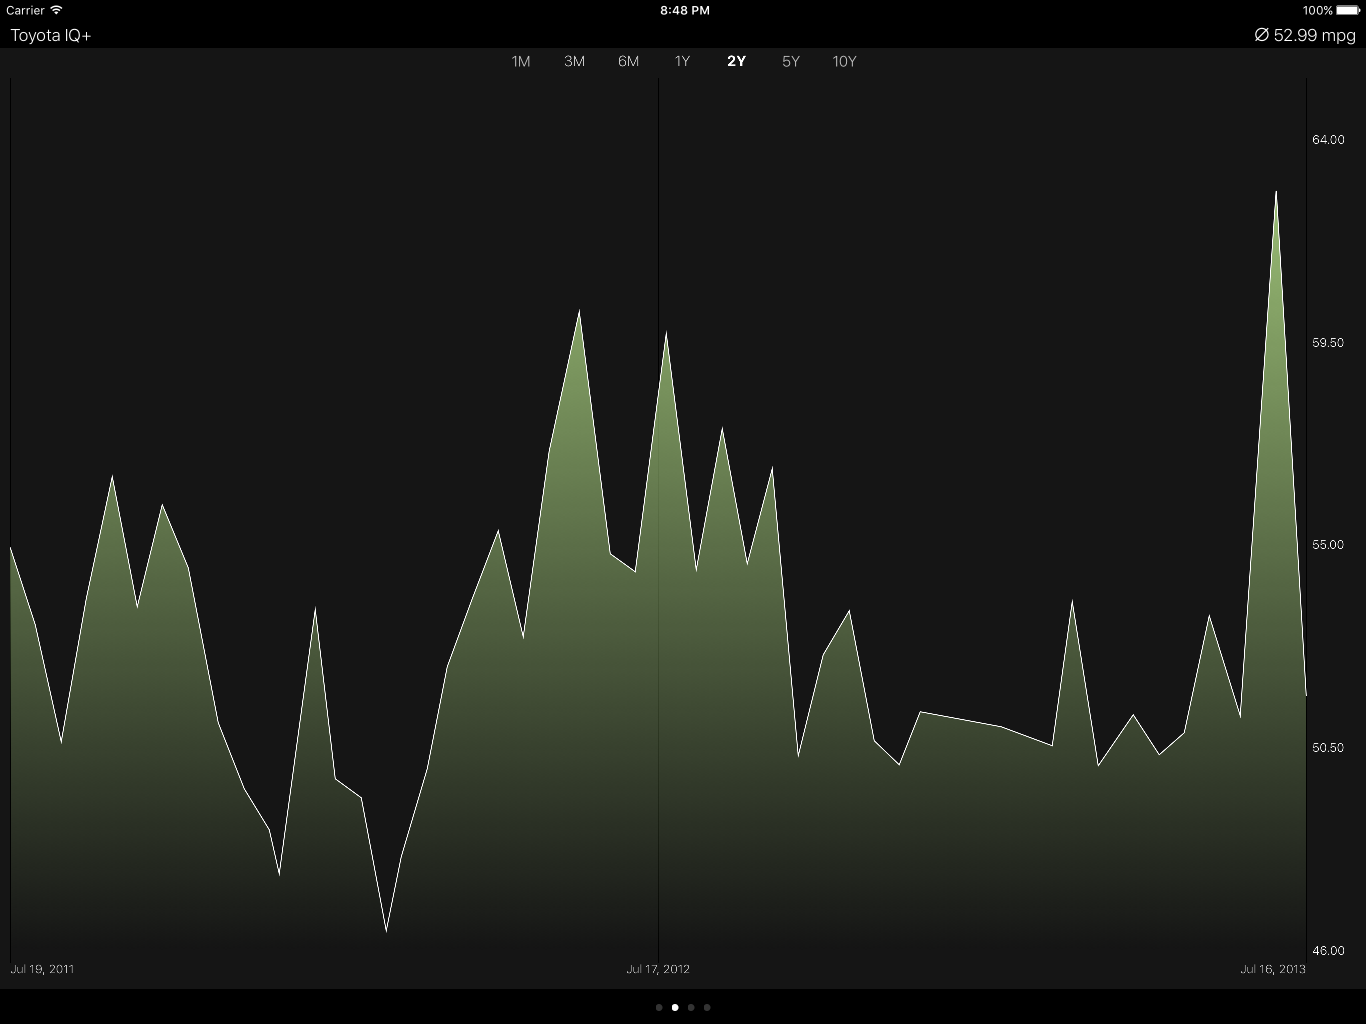 Carrier 8:48 PM 100%
Toyota IQ+ Ø 52.99 mpg
1M 3M 6M 1Y 2Y 5Y 10Y
64.00
59.50
55.00
50.50
46.00
Jul 19, 2011 Jul 17, 2012 Jul 16, 2013